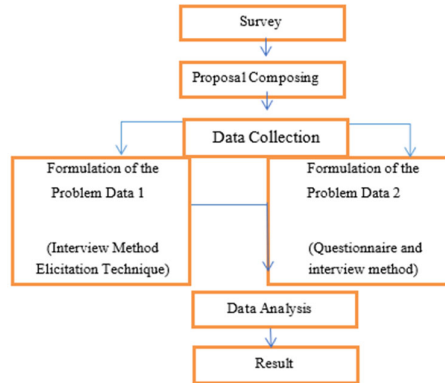 Survey
Proposal Composing
Data Collection
Formulation of the
Problem Data 1
(Interview Method
Elicitation Technique)
Formulation of the
Problem Data 2
(Questionnaire and
interview method)
Data Analysis
Result